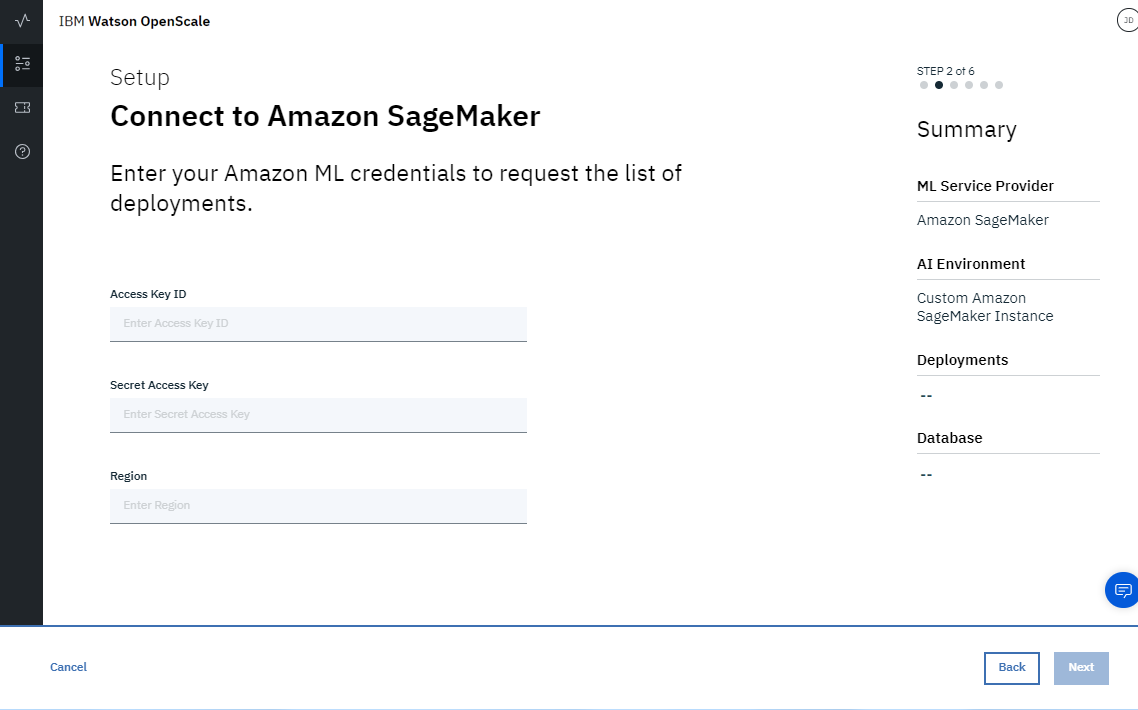 IBM Watson OpenScale
JD
Setup
Connect to Amazon SageMaker
Enter your Amazon ML credentials to request the list of
deployments.
Access Key ID
Enter Access Key ID
Secret Access Key
Enter Secret Access Key
Region
Enter Region
STEP 2 of 6
Summary
ML Service Provider
Amazon SageMaker
AI Environment
Custom Amazon
SageMaker Instance
Deployments
--
Database
--
Cancel
Back
Next